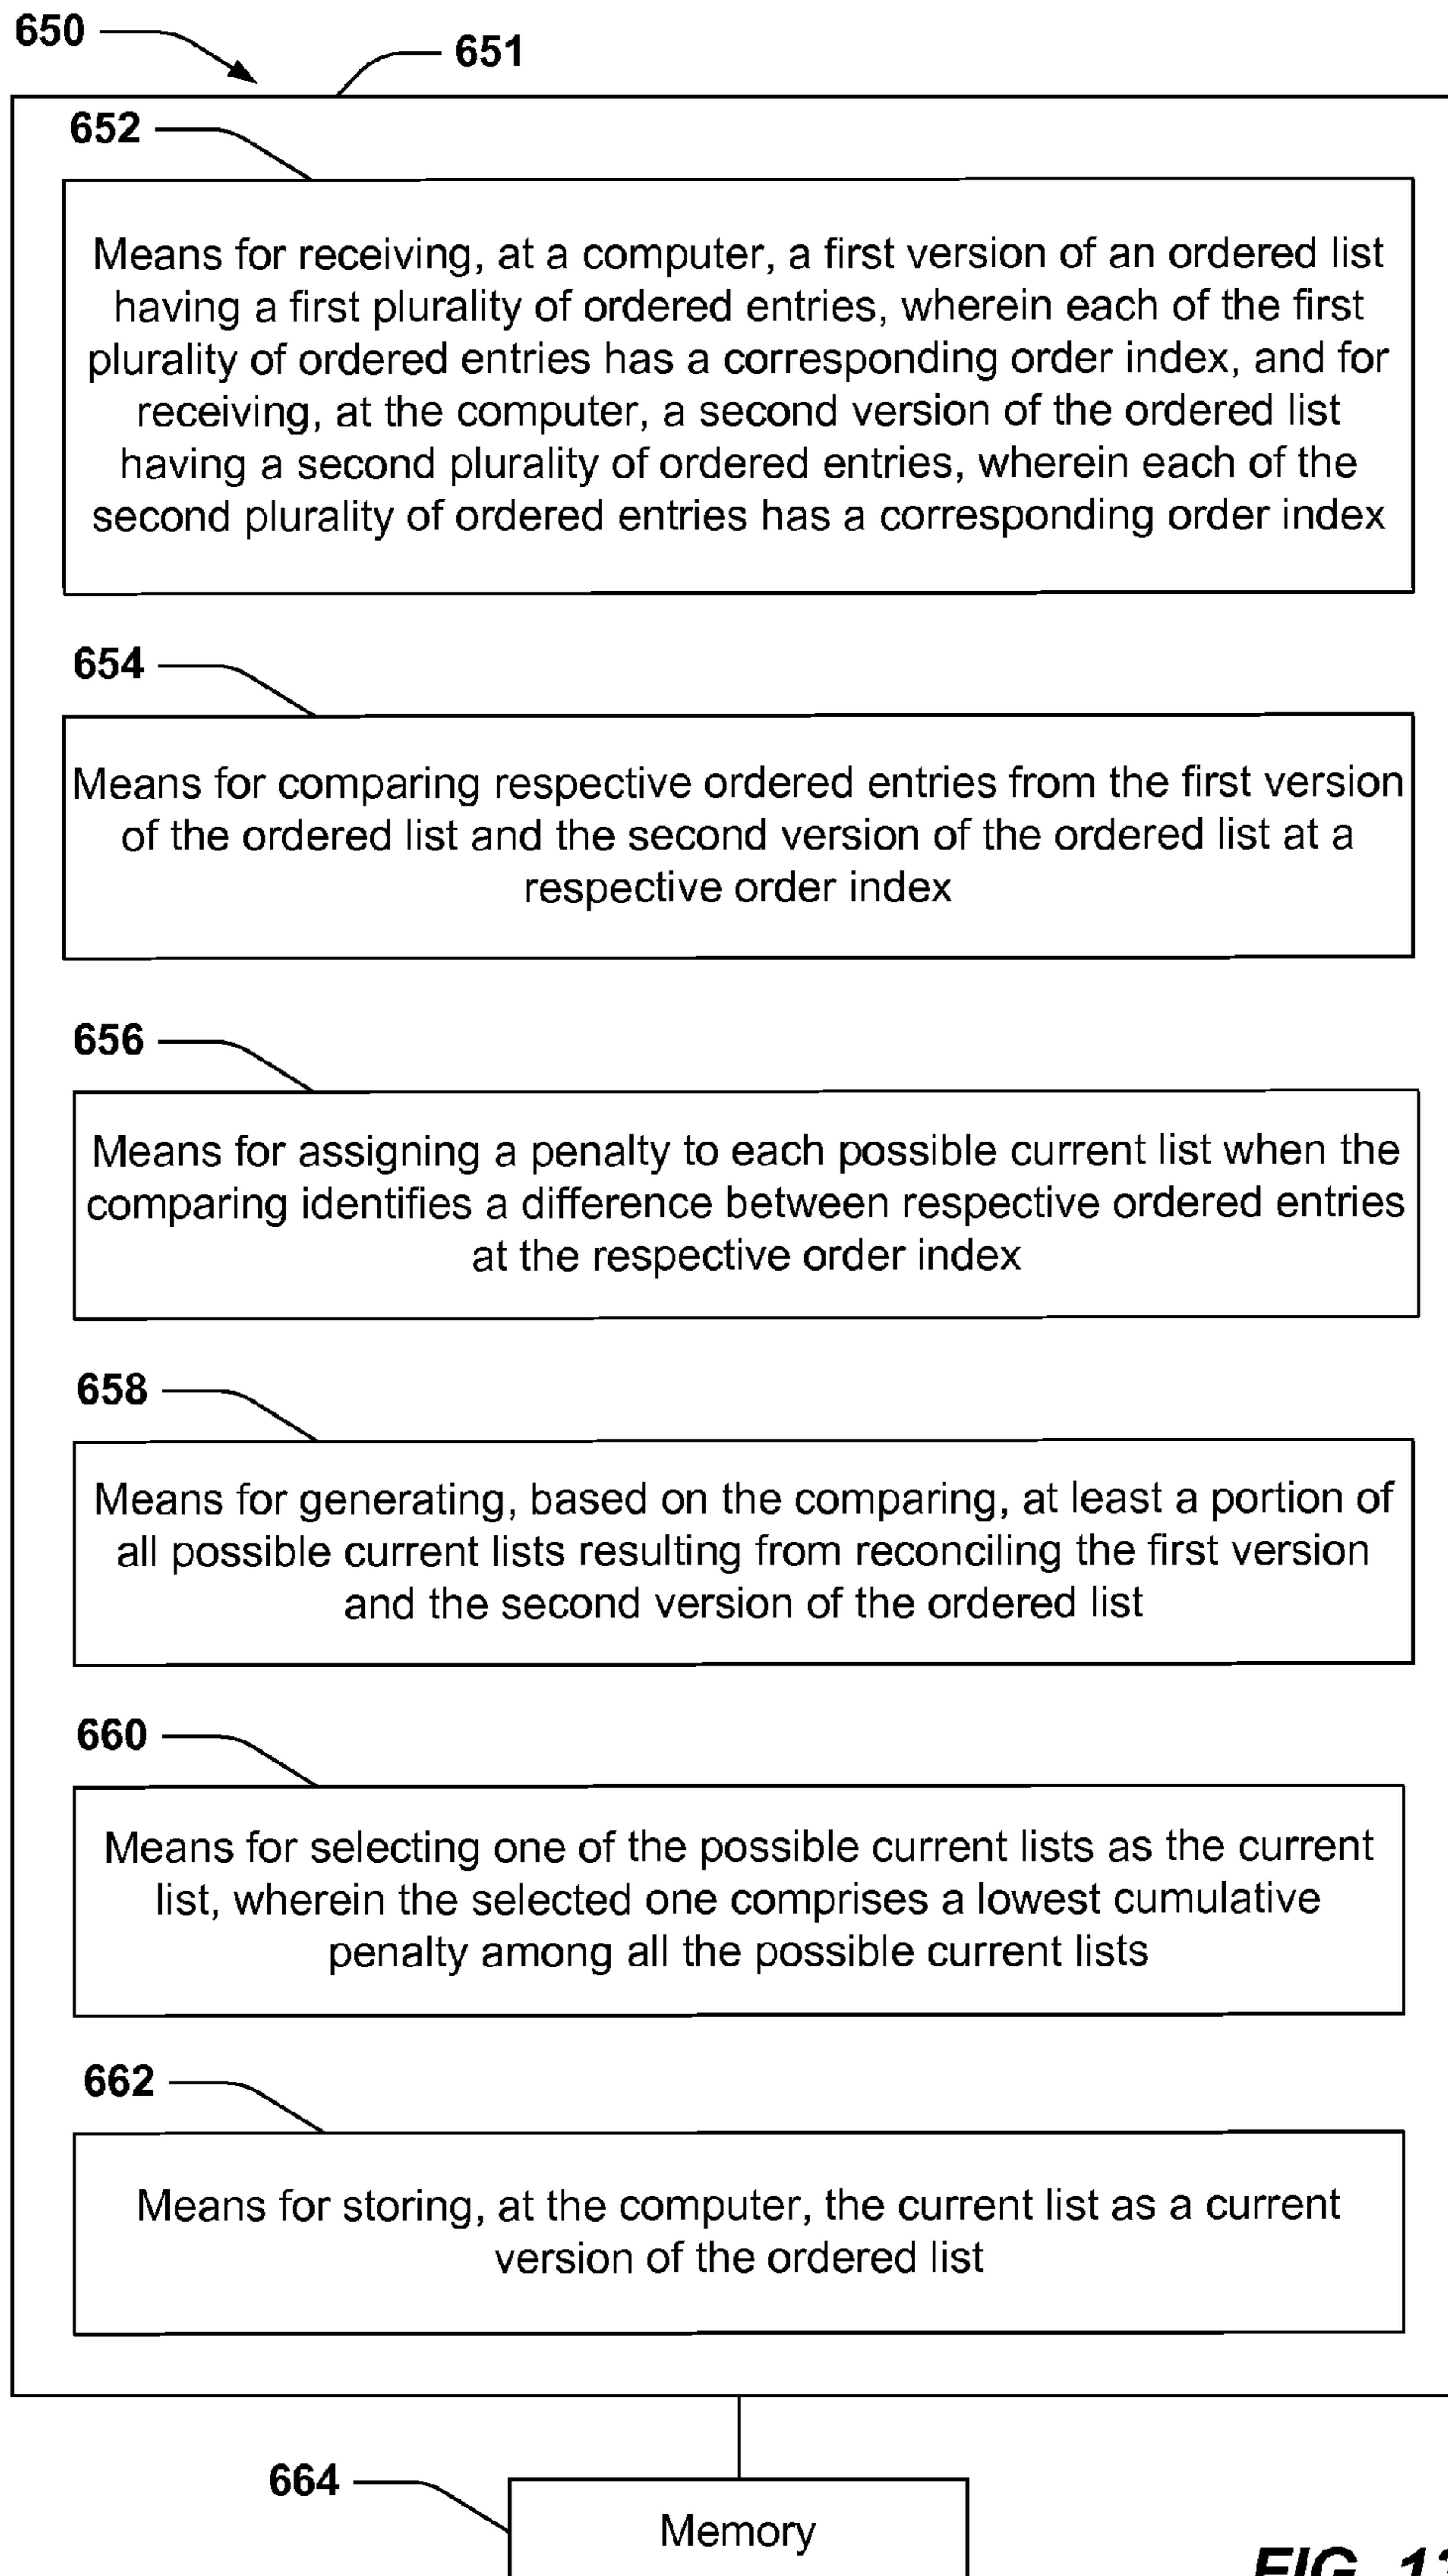 650
651
652
Means for receiving, at a computer, a first version of an ordered list
having a first plurality of ordered entries, wherein each of the first
plurality of ordered entries has a corresponding order index, and for
receiving, at the computer, a second version of the ordered list
having a second plurality of ordered entries, wherein each of the
second plurality of ordered entries has a corresponding order index
654
Means for comparing respective ordered entries from the first version
of the ordered list and the second version of the ordered list at a
respective order index
656
Means for assigning a penalty to each possible current list when the
comparing identifies a difference between respective ordered entries
at the respective order index
658
Means for generating, based on the comparing, at least a portion of
all possible current lists resulting from reconciling the first version
and the second version of the ordered list
660
Means for selecting one of the possible current lists as the current
list, wherein the selected one comprises a lowest cumulative
penalty among all the possible current lists
662
Means for storing, at the computer, the current list as a current
version of the ordered list
664
Memory
FIG.